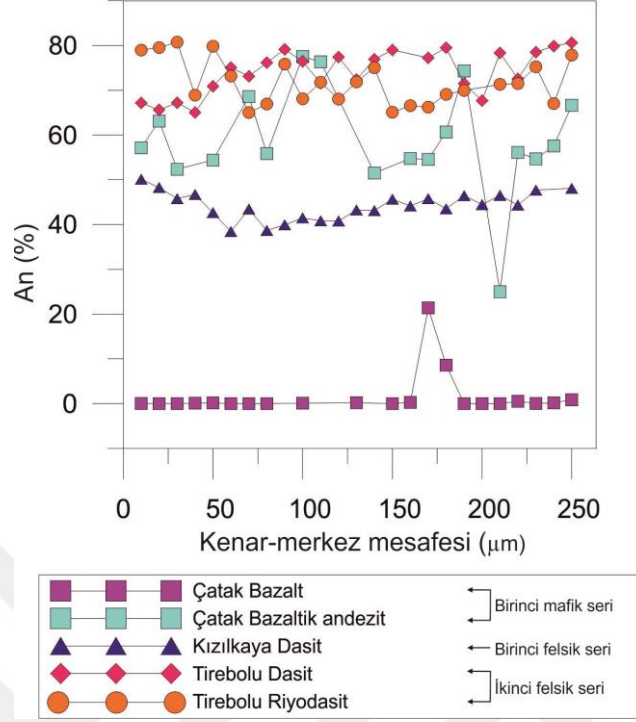 80
60
40
20
0
An (%)
0 50 100 150 200 250
Kenar-merkez mesafesi (μm)
Çatak Bazalt
Birinci mafik seri
Çatak Bazaltik andezit
Kızılkaya Dasit
Birinci felsik seri
Tirebolu Dasit
İkinci felsik seri
Tirebolu Riyodasit